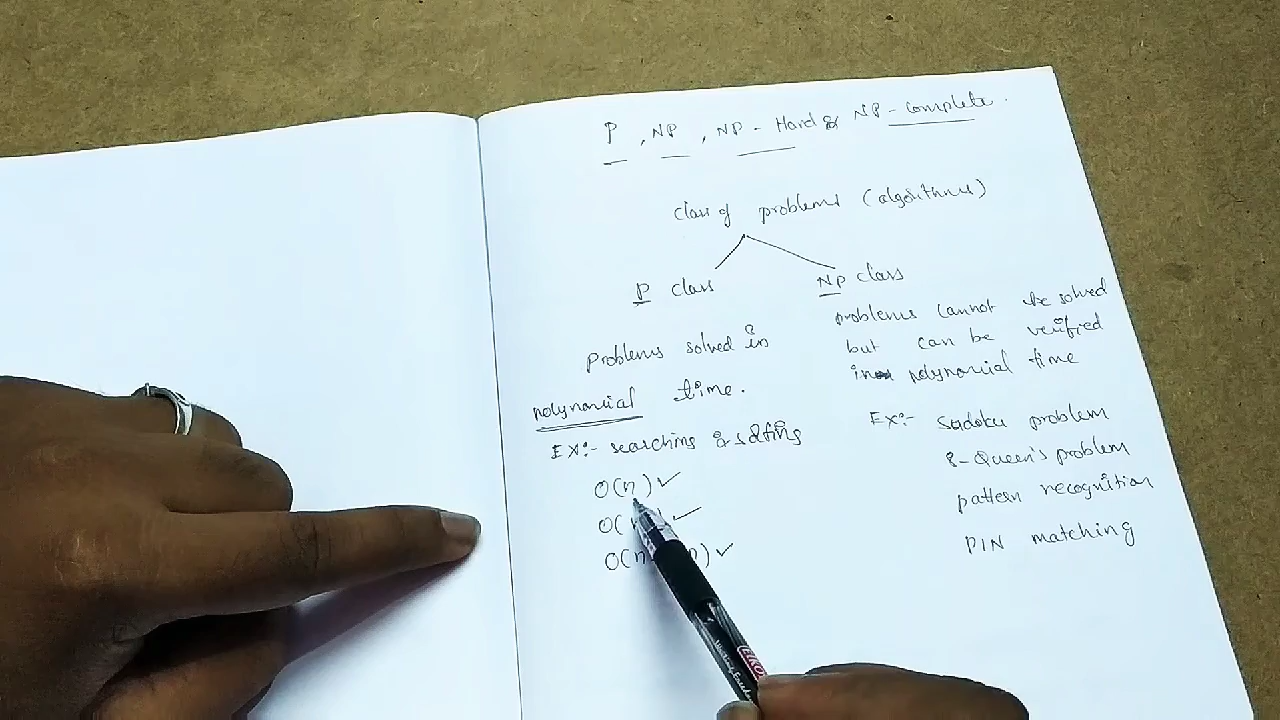 P , NP , NP - Hard & NP - Complete .
class of problems (algorithms)
P class
NP class
problems solved in
polynomial time.
EX:- searching & sorting
O(n) ✓
O( ) ✓
O(n ) ✓
problems cannot be solved
but can be verified
in polynomial time
EX:- Sudoku problem
8-Queen's problem
pattern recognition
PIN matching